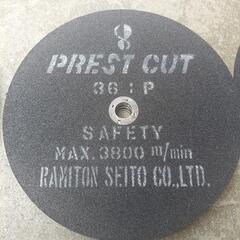 PREST CUT
36 : P
SAFETY
MAX. 3800 m/min
RAMITON SEITO CO.,LTD.